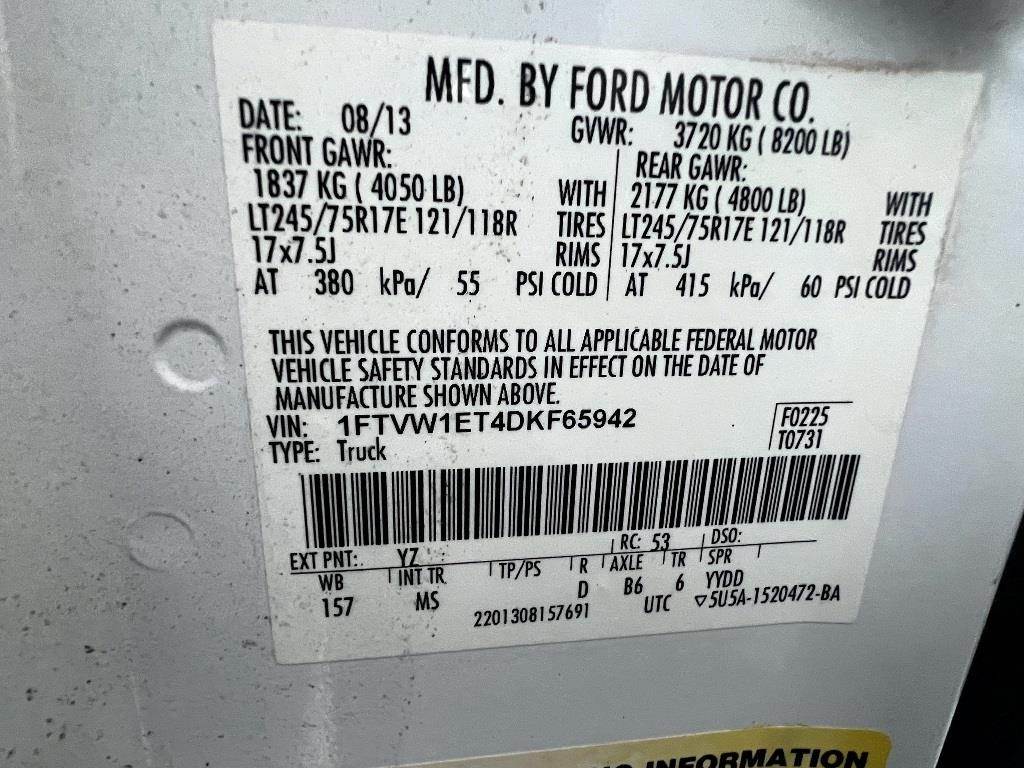 MFD. BY FORD MOTOR CO.
DATE: 08/13 GVWR: 3720 KG ( 8200 LB)
FRONT GAWR: REAR GAWR:
1837 KG ( 4050 LB) WITH 2177 KG ( 4800 LB) WITH
LT245/75R17E 121/118R TIRES LT245/75R17E 121/118R TIRES
17x7.5J RIMS 17x7.5J RIMS
AT 380 kPa/ 55 PSI COLD AT 415 kPa/ 60 PSI COLD
THIS VEHICLE CONFORMS TO ALL APPLICABLE FEDERAL MOTOR
VEHICLE SAFETY STANDARDS IN EFFECT ON THE DATE OF
MANUFACTURE SHOWN ABOVE.
VIN: 1FTVW1ET4DKF65942 F0225
TYPE: Truck T0731
EXT PNT: YZ RC: 53 DSO:
WB INT TR TP/PS R AXLE TR SPR
157 MS D B6 6 YYDD
2201308157691 UTC ▽5U5A-1520472-BA
INFORMATION